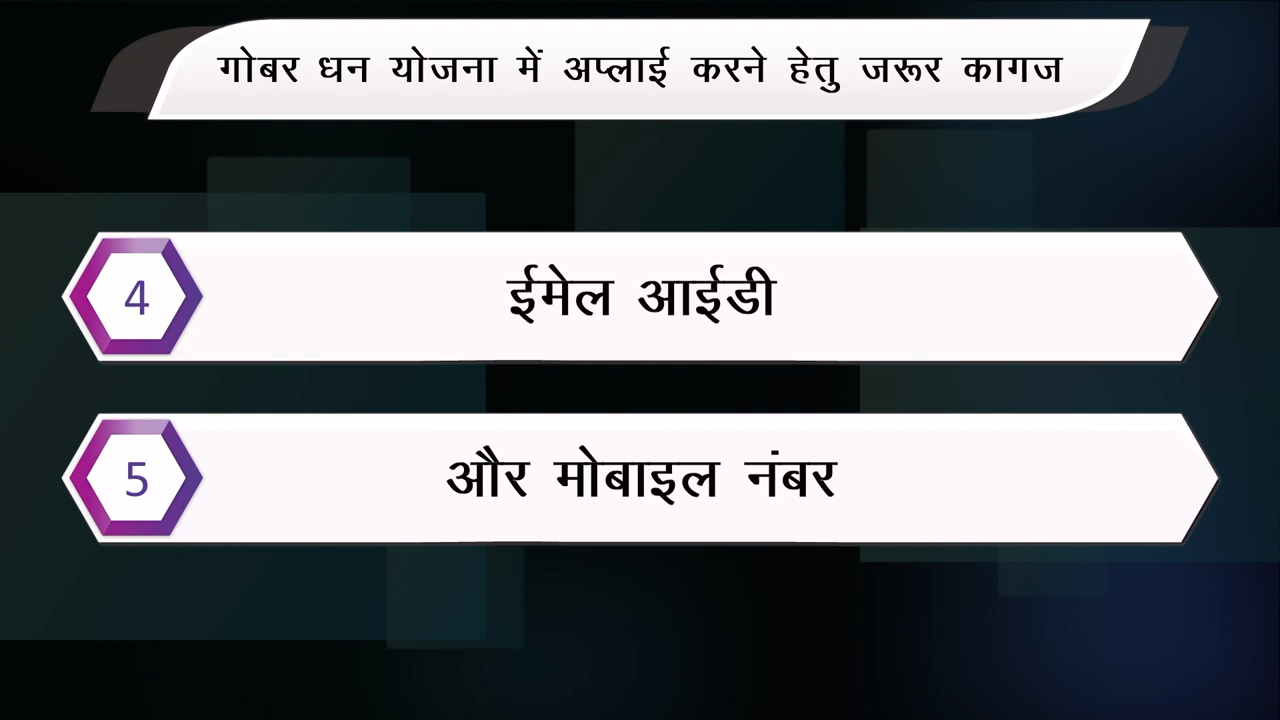 गोबर धन योजना में अप्लाई करने हेतु जरूर कागज
4
ईमेल आईडी
5
और मोबाइल नंबर